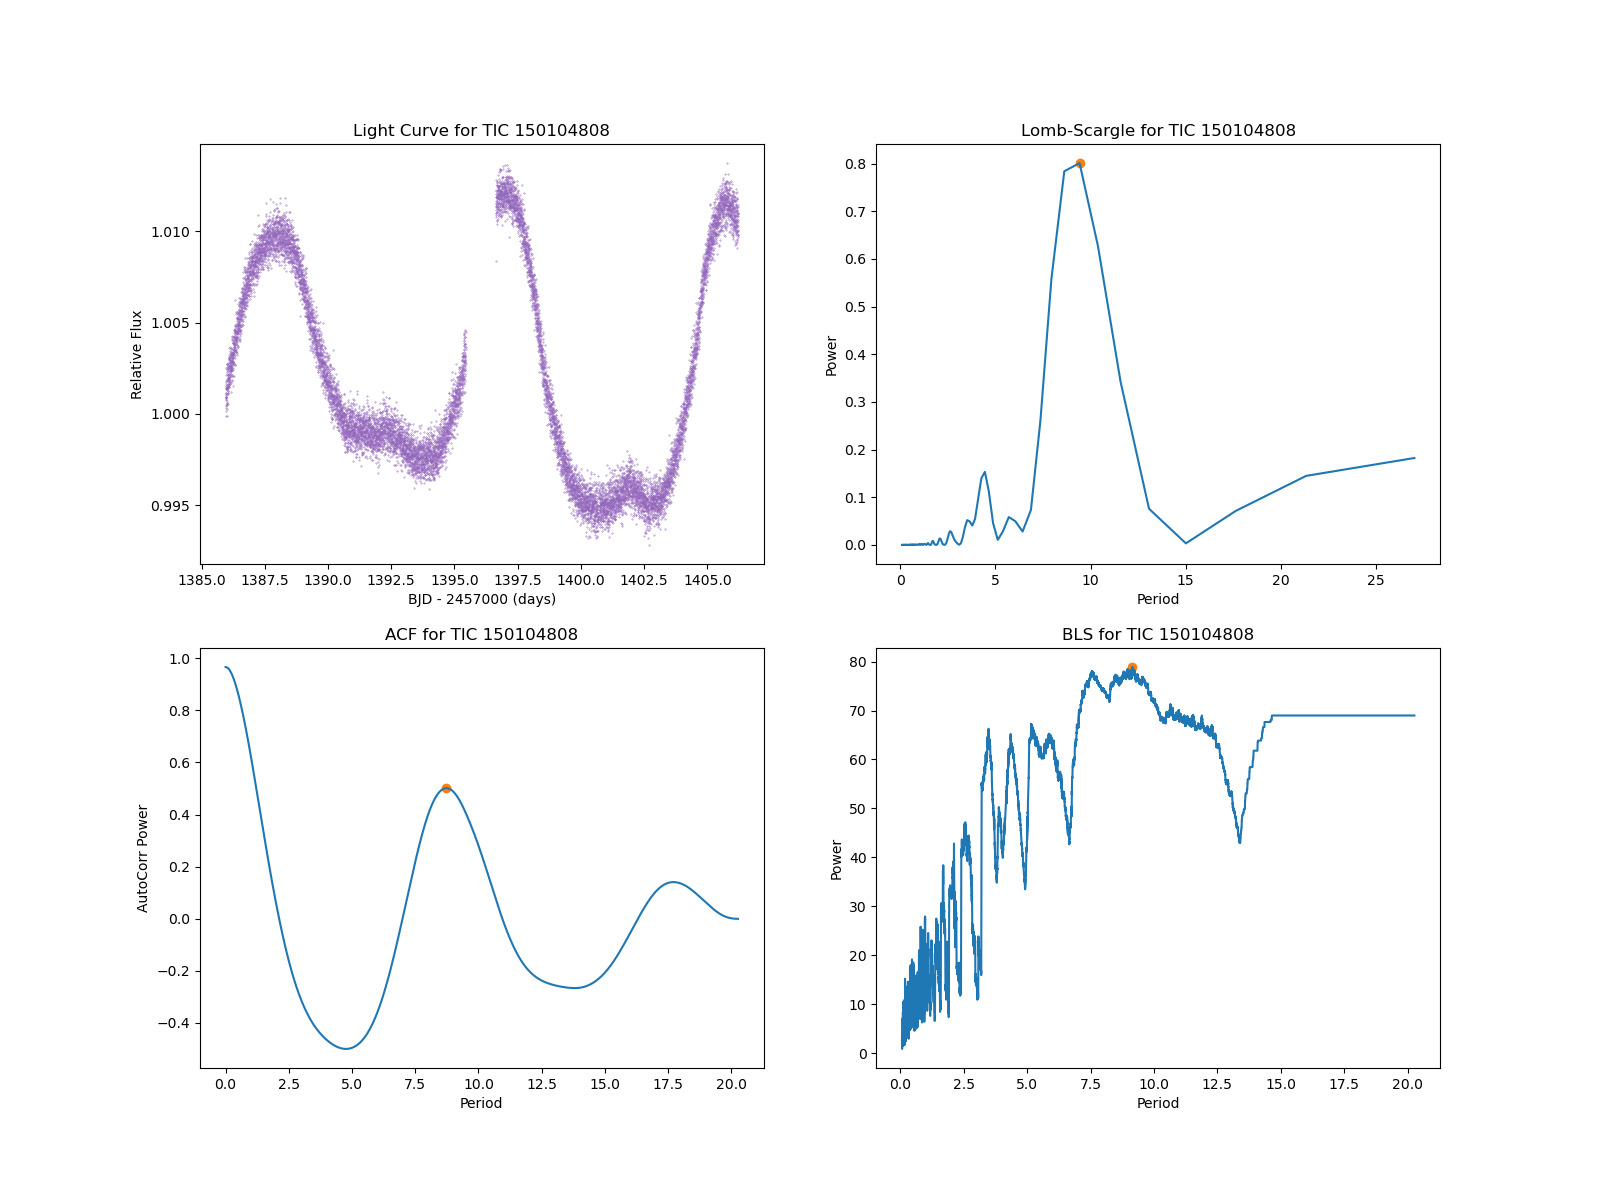 Light Curve for TIC 150104808
Relative Flux
1.010
1.005
1.000
0.995
1385.0 1387.5 1390.0 1392.5 1395.0 1397.5 1400.0 1402.5 1405.0
BJD - 2457000 (days)
Lomb-Scargle for TIC 150104808
Power
0.8
0.7
0.6
0.5
0.4
0.3
0.2
0.1
0.0
0 5 10 15 20 25
Period
ACF for TIC 150104808
AutoCorr Power
1.0
0.8
0.6
0.4
0.2
0.0
−0.2
−0.4
0.0 2.5 5.0 7.5 10.0 12.5 15.0 17.5 20.0
Period
BLS for TIC 150104808
Power
80
70
60
50
40
30
20
10
0
0.0 2.5 5.0 7.5 10.0 12.5 15.0 17.5 20.0
Period